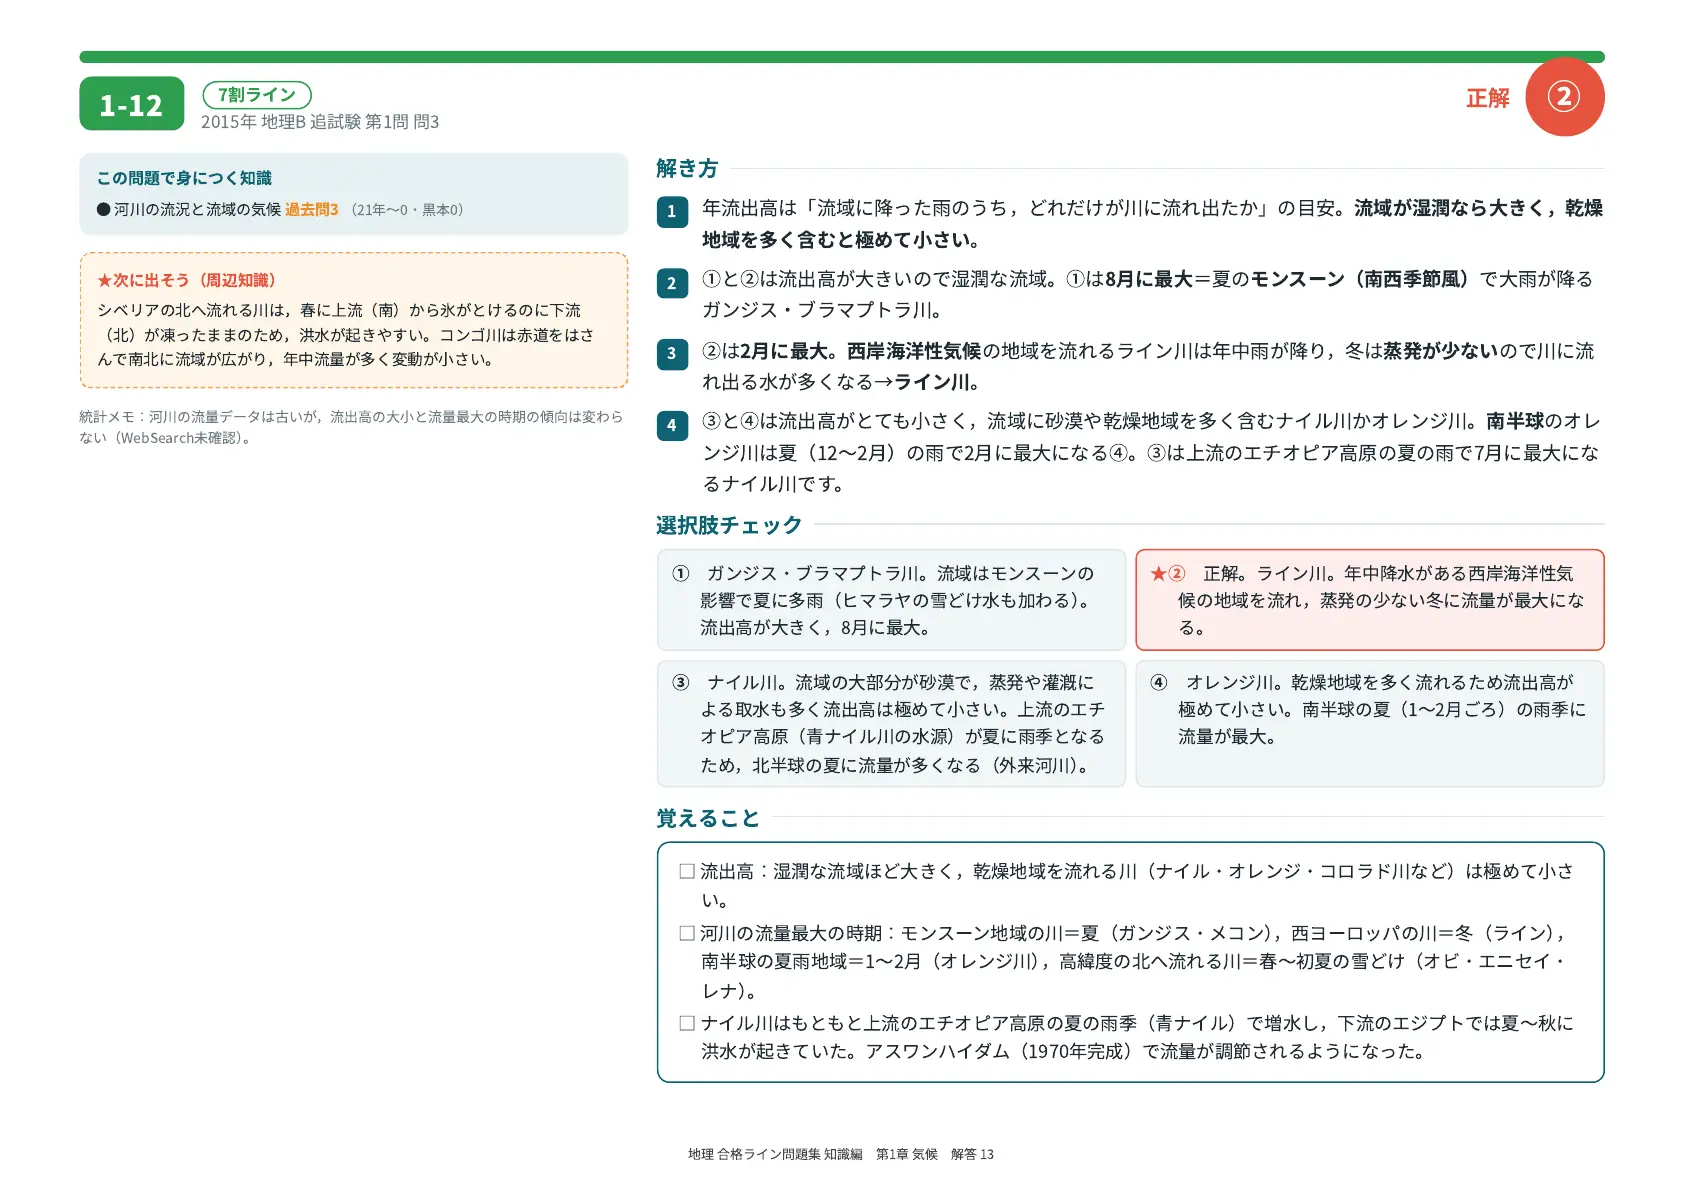 1-12
7割ライン
2015年 地理B 追試験 第1問 問3
正解 ②
この問題で身につく知識
● 河川の流況と流域の気候 過去問3 （21年〜0・黒本0）
★次に出そう（周辺知識）
シベリアの北へ流れる川は，春に上流（南）から氷がとけるのに下流
（北）が凍ったままのため，洪水が起きやすい。コンゴ川は赤道をはさ
んで南北に流域が広がり，年中流量が多く変動が小さい。
統計メモ：河川の流量データは古いが，流出高の大小と流量最大の時期の傾向は変わら
ない（WebSearch未確認）。
解き方
1 年流出高は「流域に降った雨のうち，どれだけが川に流れ出たか」の目安。流域が湿潤なら大きく，乾燥
地域を多く含むと極めて小さい。
2 ①と②は流出高が大きいので湿潤な流域。①は8月に最大＝夏のモンスーン（南西季節風）で大雨が降る
ガンジス・ブラマプトラ川。
3 ②は2月に最大。西岸海洋性気候の地域を流れるライン川は年中雨が降り，冬は蒸発が少ないので川に流
れ出る水が多くなる→ライン川。
4 ③と④は流出高がとても小さく，流域に砂漠や乾燥地域を多く含むナイル川かオレンジ川。南半球のオレ
ンジ川は夏（12〜2月）の雨で2月に最大になる④。③は上流のエチオピア高原の夏の雨で7月に最大にな
るナイル川です。
選択肢チェック
① ガンジス・ブラマプトラ川。流域はモンスーンの
影響で夏に多雨（ヒマラヤの雪どけ水も加わる）。
流出高が大きく，8月に最大。
★② 正解。ライン川。年中降水がある西岸海洋性気
候の地域を流れ，蒸発の少ない冬に流量が最大にな
る。
③ ナイル川。流域の大部分が砂漠で，蒸発や灌漑に
よる取水も多く流出高は極めて小さい。上流のエチ
オピア高原（青ナイル川の水源）が夏に雨季となる
ため，北半球の夏に流量が多くなる（外来河川）。
④ オレンジ川。乾燥地域を多く流れるため流出高が
極めて小さい。南半球の夏（1〜2月ごろ）の雨季に
流量が最大。
覚えること
□ 流出高：湿潤な流域ほど大きく，乾燥地域を流れる川（ナイル・オレンジ・コロラド川など）は極めて小さ
い。
□ 河川の流量最大の時期：モンスーン地域の川＝夏（ガンジス・メコン），西ヨーロッパの川＝冬（ライン），
南半球の夏雨地域＝1〜2月（オレンジ川），高緯度の北へ流れる川＝春〜初夏の雪どけ（オビ・エニセイ・
レナ）。
□ ナイル川はもともと上流のエチオピア高原の夏の雨季（青ナイル）で増水し，下流のエジプトでは夏〜秋に
洪水が起きていた。アスワンハイダム（1970年完成）で流量が調節されるようになった。
地理 合格ライン問題集 知識編 第1章 気候 解答 13